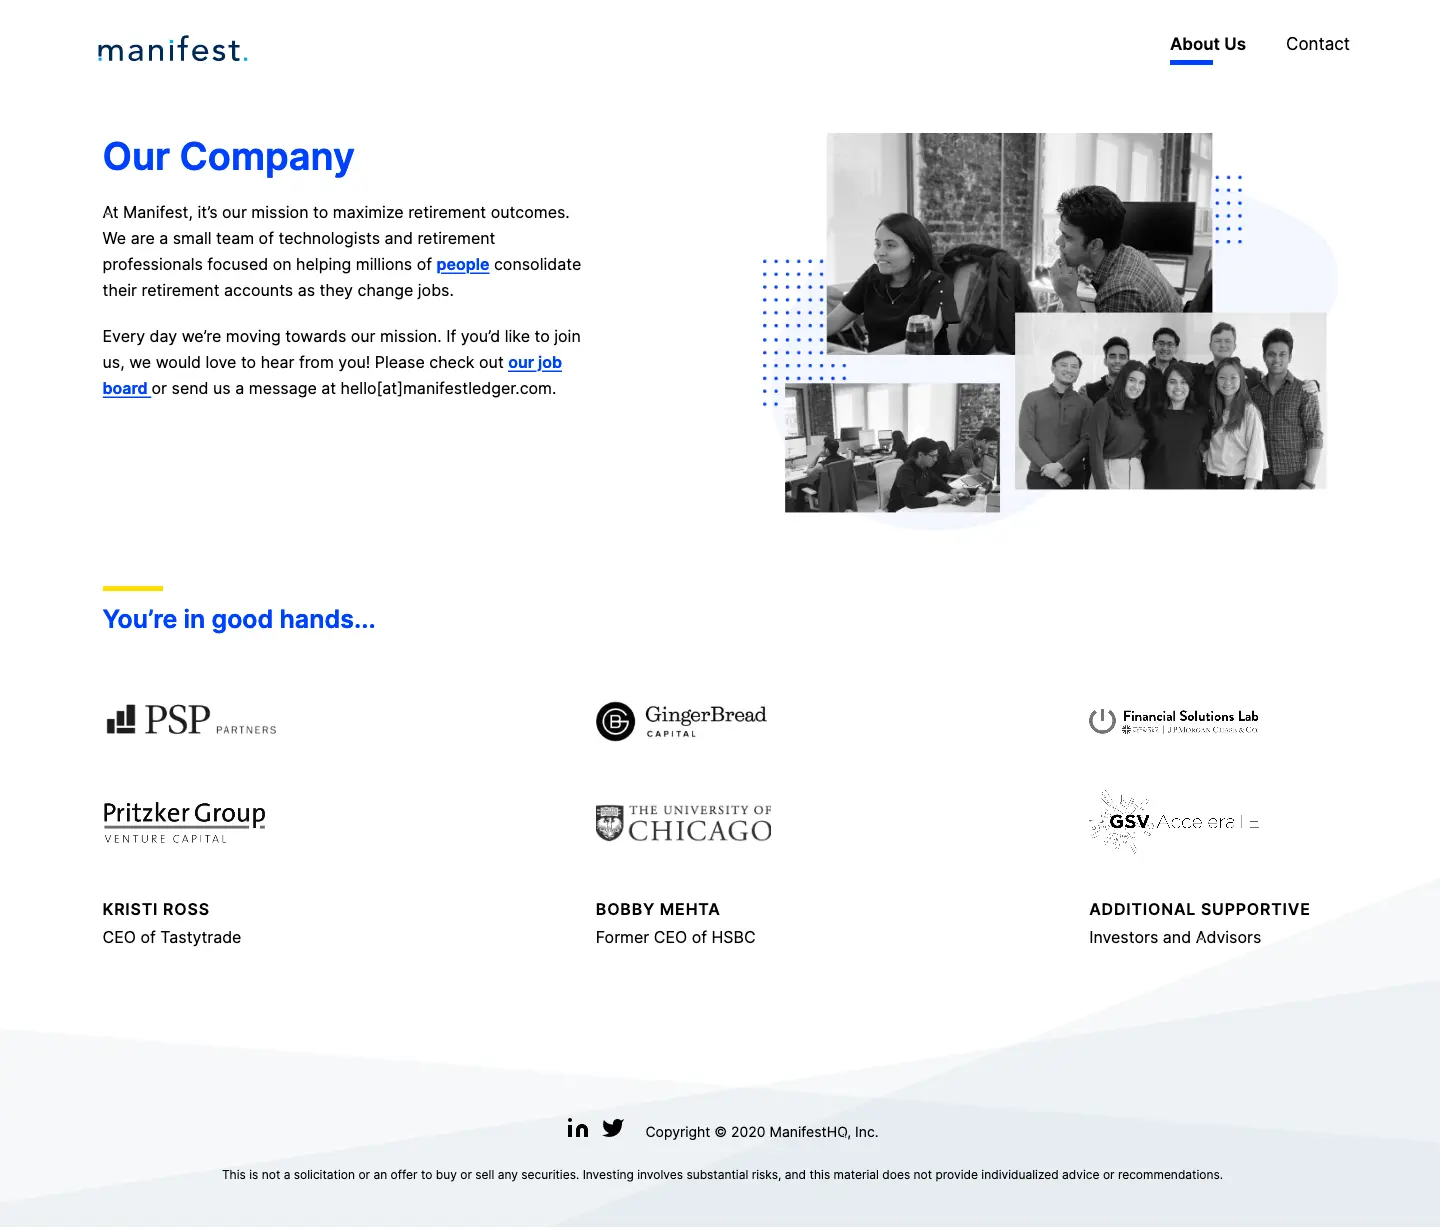 manifest.
About Us
Contact
Our Company
At Manifest, it’s our mission to maximize retirement outcomes.
We are a small team of technologists and retirement
professionals focused on helping millions of people consolidate
their retirement accounts as they change jobs.
Every day we’re moving towards our mission. If you’d like to join
us, we would love to hear from you! Please check out our job
board or send us a message at hello[at]manifestledger.com.
You’re in good hands...
PSP PARTNERS
GingerBread
CAPITAL
Financial Solutions Lab
J.P.MORGAN CHASE & CO.
Pritzker Group
VENTURE CAPITAL
THE UNIVERSITY OF
CHICAGO
GSV Accelera
KRISTI ROSS
CEO of Tastytrade
BOBBY MEHTA
Former CEO of HSBC
ADDITIONAL SUPPORTIVE
Investors and Advisors
in
Copyright © 2020 ManifestHQ, Inc.
This is not a solicitation or an offer to buy or sell any securities. Investing involves substantial risks, and this material does not provide individualized advice or recommendations.